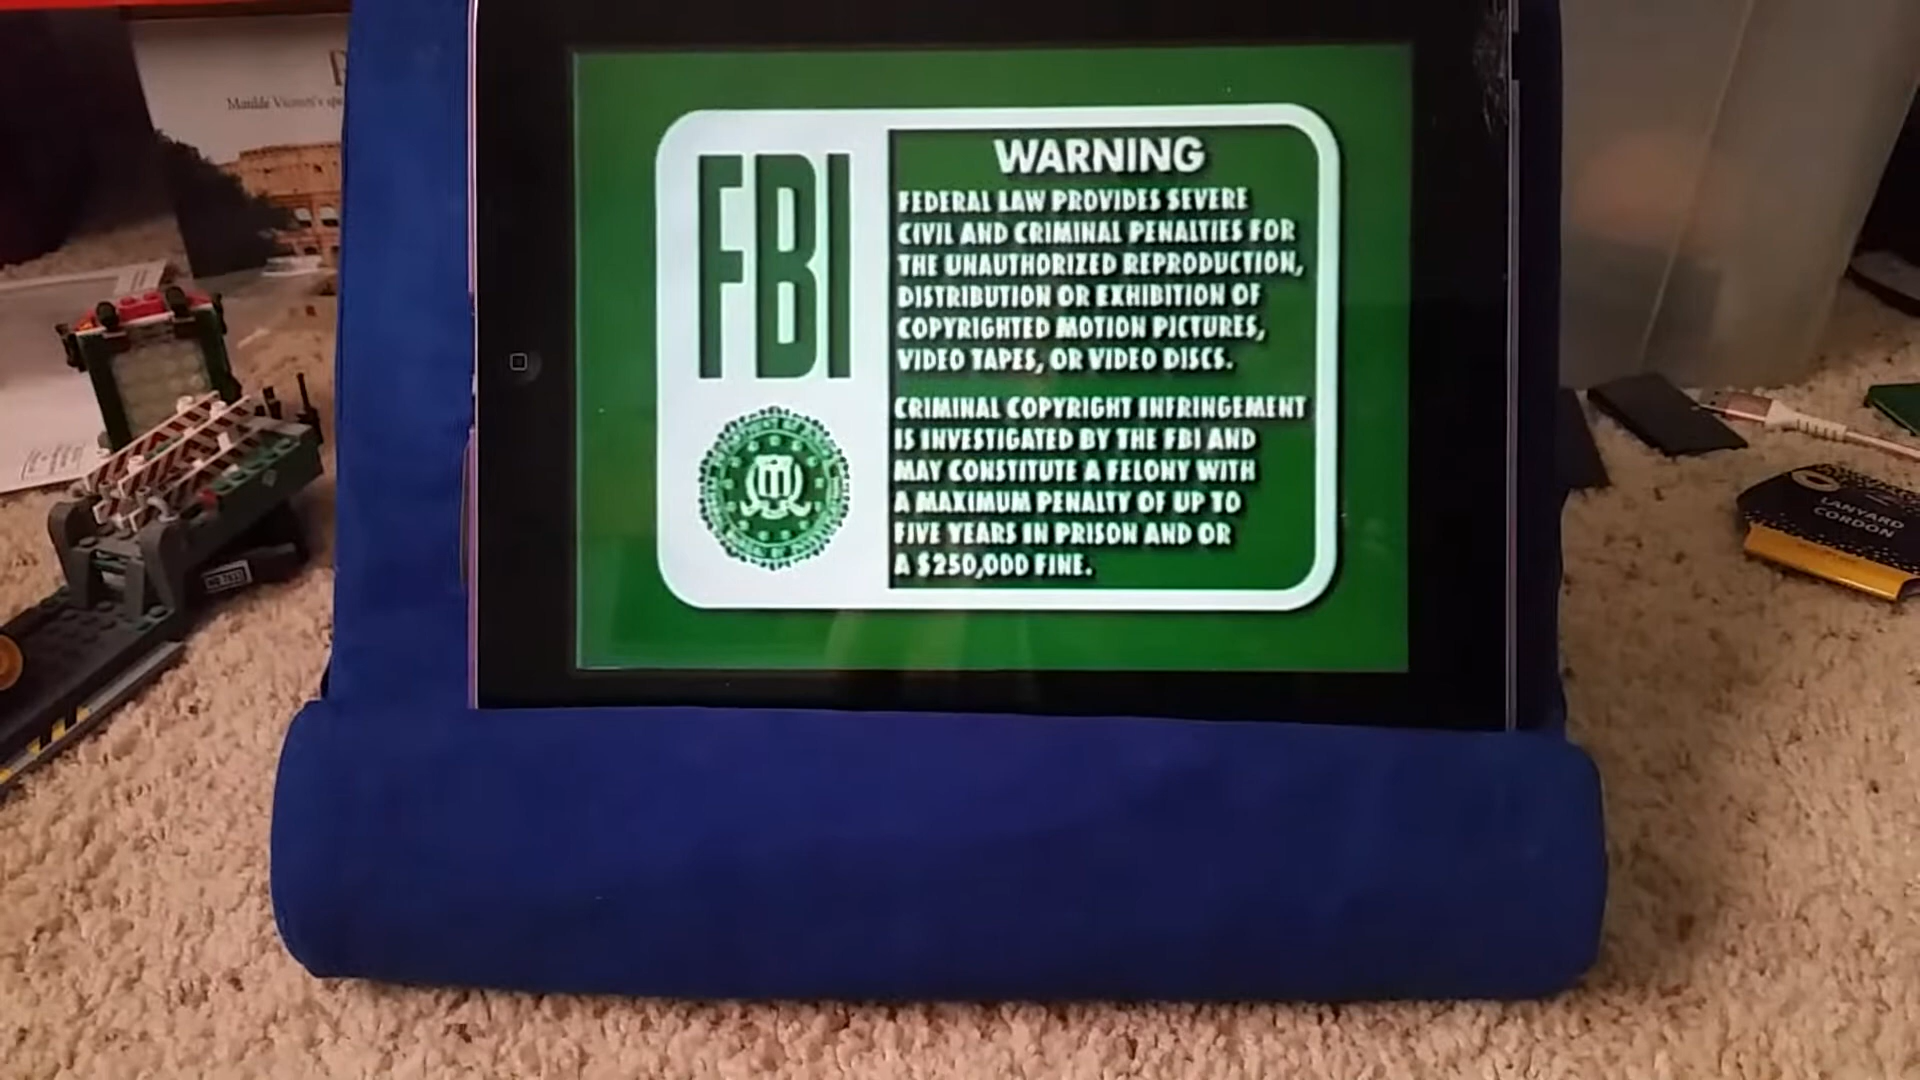 Matilde Vicenzi's
FBI
WARNING
FEDERAL LAW PROVIDES SEVERE
CIVIL AND CRIMINAL PENALTIES FOR
THE UNAUTHORIZED REPRODUCTION,
DISTRIBUTION OR EXHIBITION OF
COPYRIGHTED MOTION PICTURES,
VIDEO TAPES, OR VIDEO DISCS.
CRIMINAL COPYRIGHT INFRINGEMENT
IS INVESTIGATED BY THE FBI AND
MAY CONSTITUTE A FELONY WITH
A MAXIMUM PENALTY OF UP TO
FIVE YEARS IN PRISON AND OR
A $250,000 FINE.
LANYARD
CORDON